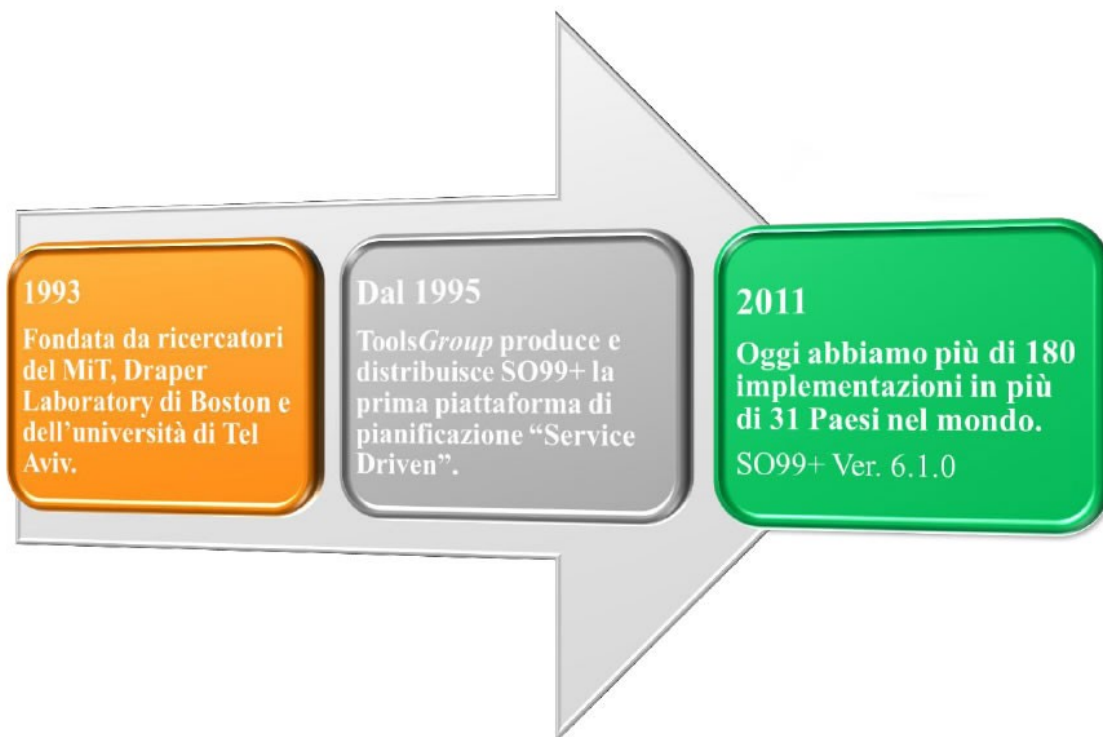 1993
Fondata da ricercatori
del MiT, Draper
Laboratory di Boston e
dell’università di Tel
Aviv.
Dal 1995
ToolsGroup produce e
distribuisce SO99+ la
prima piattaforma di
pianificazione “Service
Driven”.
2011
Oggi abbiamo più di 180
implementazioni in più
di 31 Paesi nel mondo.
SO99+ Ver. 6.1.0